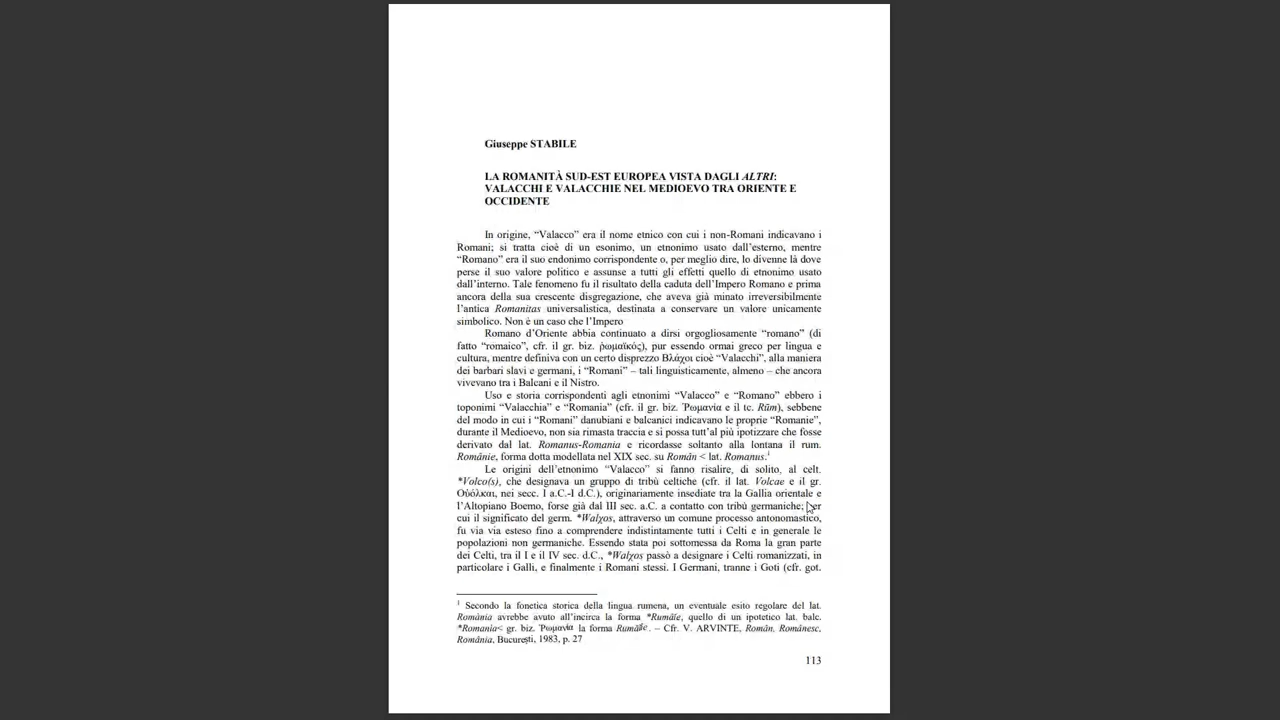 Giuseppe STABILE
LA ROMANITÀ SUD-EST EUROPEA VISTA DAGLI ALTRI:
VALACCHI E VALACCHIE NEL MEDIOEVO TRA ORIENTE E
OCCIDENTE
In origine, “Valacco” era il nome etnico con cui i non-Romani indicavano i
Romani; si tratta cioè di un esonimo, un etnonimo usato dall’esterno, mentre
“Romano” era il suo endonimo corrispondente o, per meglio dire, lo divenne là dove
perse il suo valore politico e assunse a tutti gli effetti quello di etnonimo usato
dall’interno. Tale fenomeno fu il risultato della caduta dell’Impero Romano e prima
ancora della sua crescente disgregazione, che aveva già minato irreversibilmente
l’antica Romanitas universalistica, destinata a conservare un valore unicamente
simbolico. Non è un caso che l’Impero
Romano d’Oriente abbia continuato a dirsi orgogliosamente “romano” (di
fatto “romaico”, cfr. il gr. biz. ῥωμαϊκός), pur essendo ormai greco per lingua e
cultura, mentre definiva con un certo disprezzo Βλάχοι cioè “Valacchi”, alla maniera
dei barbari slavi e germani, i “Romani” – tali linguisticamente, almeno – che ancora
vivevano tra i Balcani e il Nistro.
Uso e storia corrispondenti agli etnonimi “Valacco” e “Romano” ebbero i
toponimi “Valacchia” e “Romania” (cfr. il gr. biz. Ῥωμανία e il tc. Rūm), sebbene
del modo in cui i “Romani” danubiani e balcanici indicavano le proprie “Romanie”,
durante il Medioevo, non sia rimasta traccia e si possa tutt’al più ipotizzare che fosse
derivato dal lat. Romanus-Romania e ricordasse soltanto alla lontana il rum.
Românie, forma dotta modellata nel XIX sec. su Român < lat. Romanus.1
Le origini dell’etnonimo “Valacco” si fanno risalire, di solito, al celt.
*Volco(s), che designava un gruppo di tribù celtiche (cfr. il lat. Volcae e il gr.
Οὐόλκαι, nei secc. I a.C.-I d.C.), originariamente insediate tra la Gallia orientale e
l’Altopiano Boemo, forse già dal III sec. a.C. a contatto con tribù germaniche; per
cui il significato del germ. *Walχos, attraverso un comune processo antonomastico,
fu via via esteso fino a comprendere indistintamente tutti i Celti e in generale le
popolazioni non germaniche. Essendo stata poi sottomessa da Roma la gran parte
dei Celti, tra il I e il IV sec. d.C., *Walχos passò a designare i Celti romanizzati, in
particolare i Galli, e finalmente i Romani stessi. I Germani, tranne i Goti (cfr. got.
1 Secondo la fonetica storica della lingua rumena, un eventuale esito regolare del lat.
Romània avrebbe avuto all’incirca la forma *Rumâie, quello di un ipotetico lat. balc.
*Romanìa< gr. biz. Ῥωμανία la forma . – Cfr. V. ARVINTE, Român, Românesc,
România, Bucureşti, 1983, p. 27
113